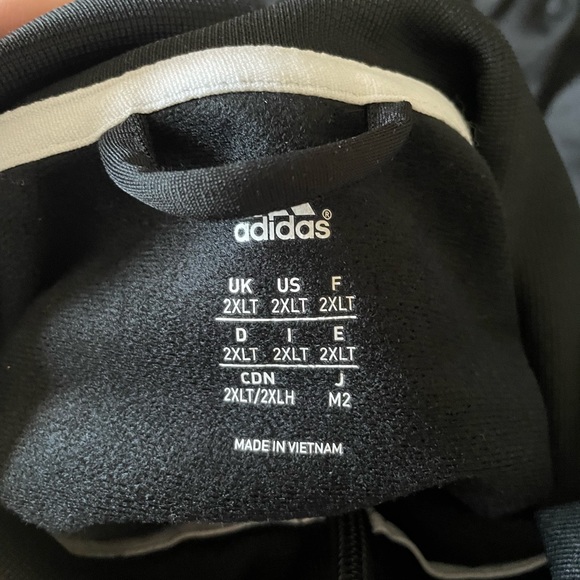 adidas®
UK US F
2XLT 2XLT 2XLT
D I E
2XLT 2XLT 2XLT
CDN J
2XLT/2XLH M2
MADE IN VIETNAM